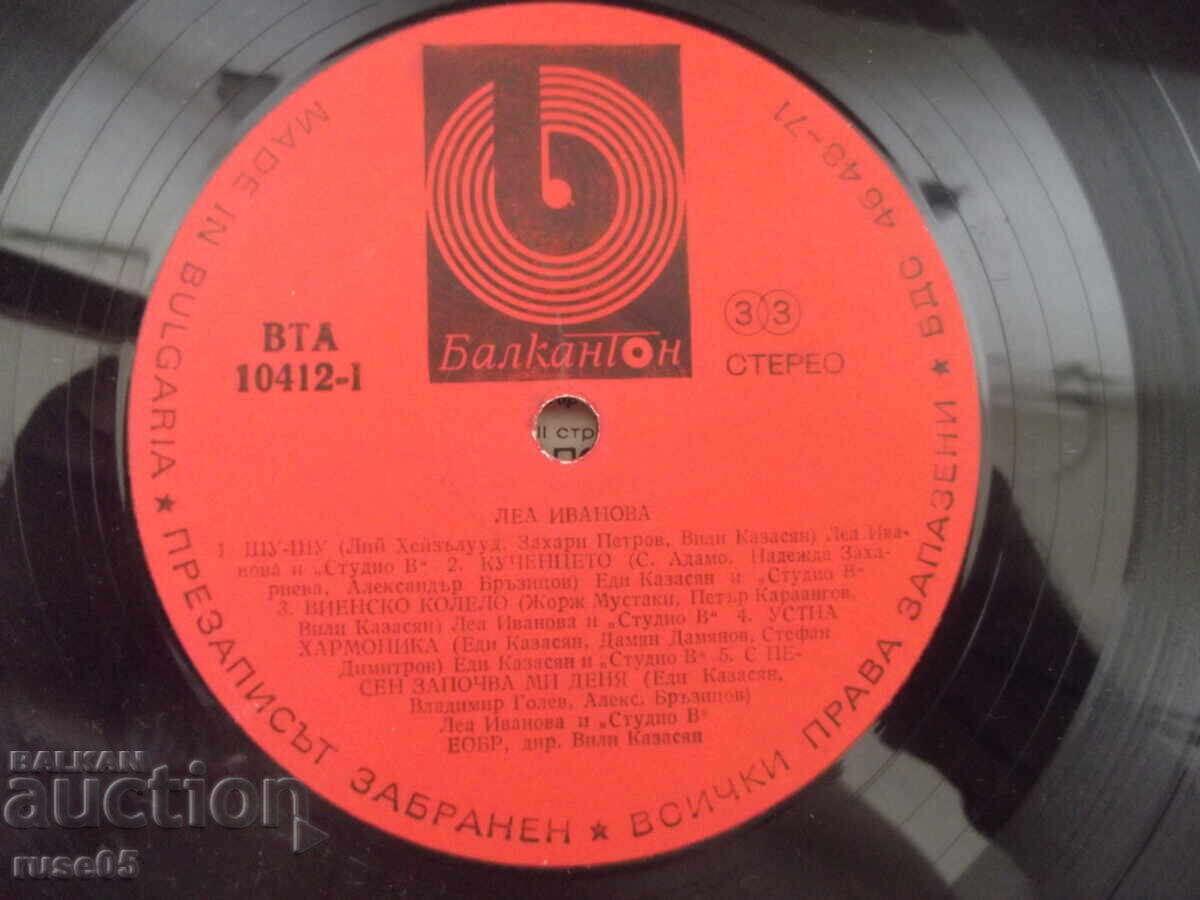 БалканТон
ВТА
10412-I
33
СТЕРЕО
II стр
ЛЕА ИВАНОВА
1. ШУ-ШУ (Лий Хейзълууд, Захари Петров, Вили Казасян) Леа Ива-
нова и „Студио В“ 2. КУЧЕНЦЕТО (С. Адамо, Надежда Заха-
риева, Александър Бръзицов) Еди Казасян и „Студио В“
3. ВИЕНСКО КОЛЕЛО (Жорж Мустаки, Петър Караангов,
Вили Казасян) Леа Иванова и „Студио В“ 4. УСТНА
ХАРМОНИКА (Еди Казасян, Дамян Дамянов, Стефан
Димитров) Еди Казасян и „Студио В“ 5. С ПЕ-
СЕН ЗАПОЧВА МИ ДЕНЯ (Еди Казасян,
Владимир Голев, Алекс. Бръзицов)
Леа Иванова и „Студио В“
ЕОБР, дир. Вили Казасян
MADE IN BULGARIA ★ ПРЕЗАПИСЪТ ЗАБРАНЕН ★ ВСИЧКИ ПРАВА ЗАПАЗЕНИ ★ БДС 4643-71
BALKAN
auction
ruse05